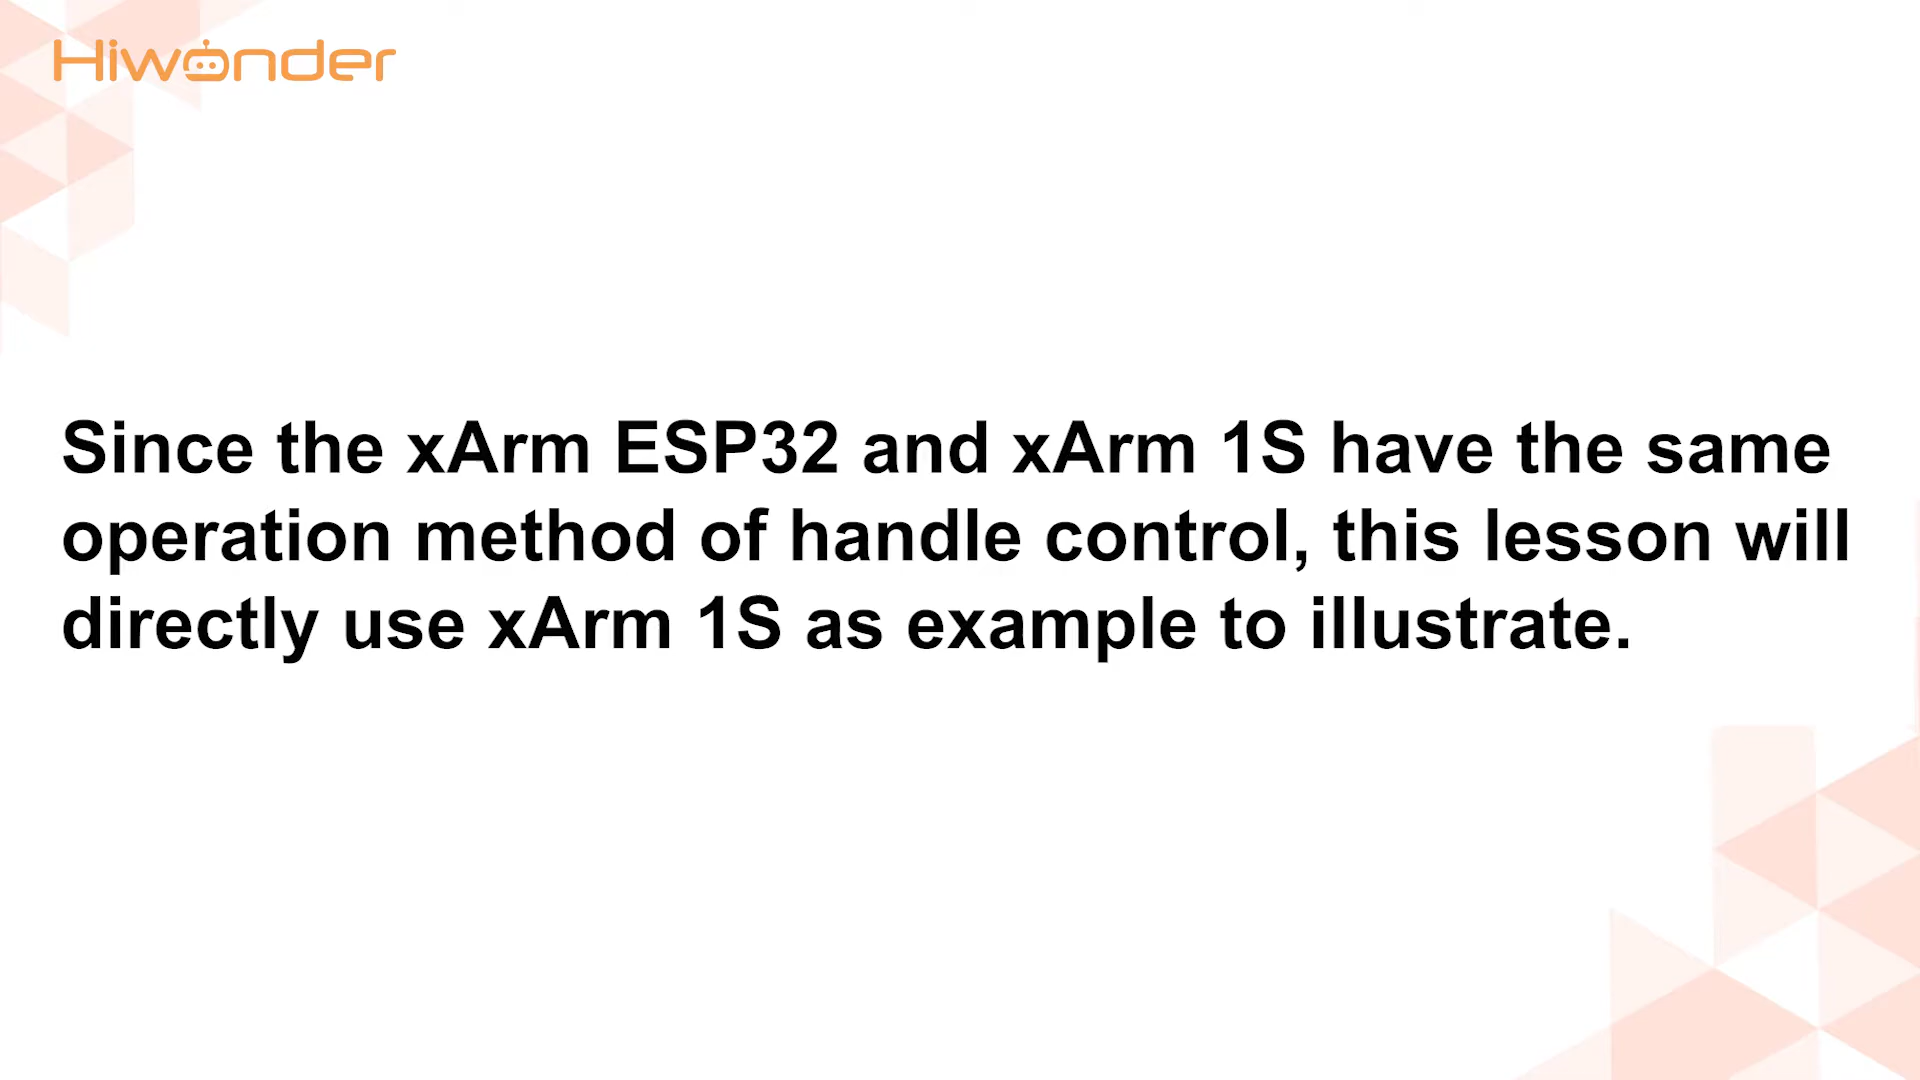 Hiwonder
Since the xArm ESP32 and xArm 1S have the same
operation method of handle control, this lesson will
directly use xArm 1S as example to illustrate.